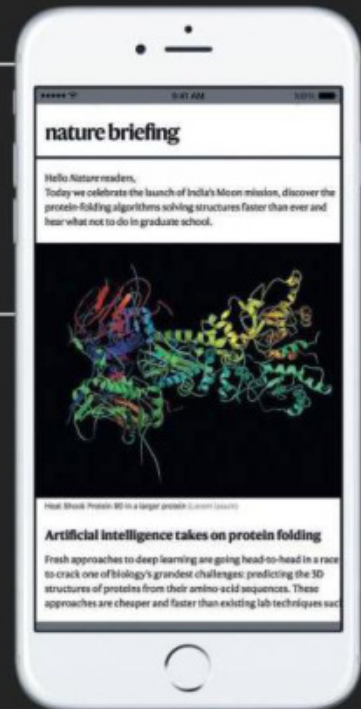 9:41 AM 100%
nature briefing
Hello Nature readers,
Today we celebrate the launch of India's Moon mission, discover the
protein-folding algorithms solving structures faster than ever and
hear what not to do in graduate school.
Heat Shock Protein 90 in a larger protein (Lorem Ipsum)
Artificial intelligence takes on protein folding
Fresh approaches to deep learning are going head-to-head in a race
to crack one of biology's grandest challenges: predicting the 3D
structures of proteins from their amino-acid sequences. These
approaches are cheaper and faster than existing lab techniques suc